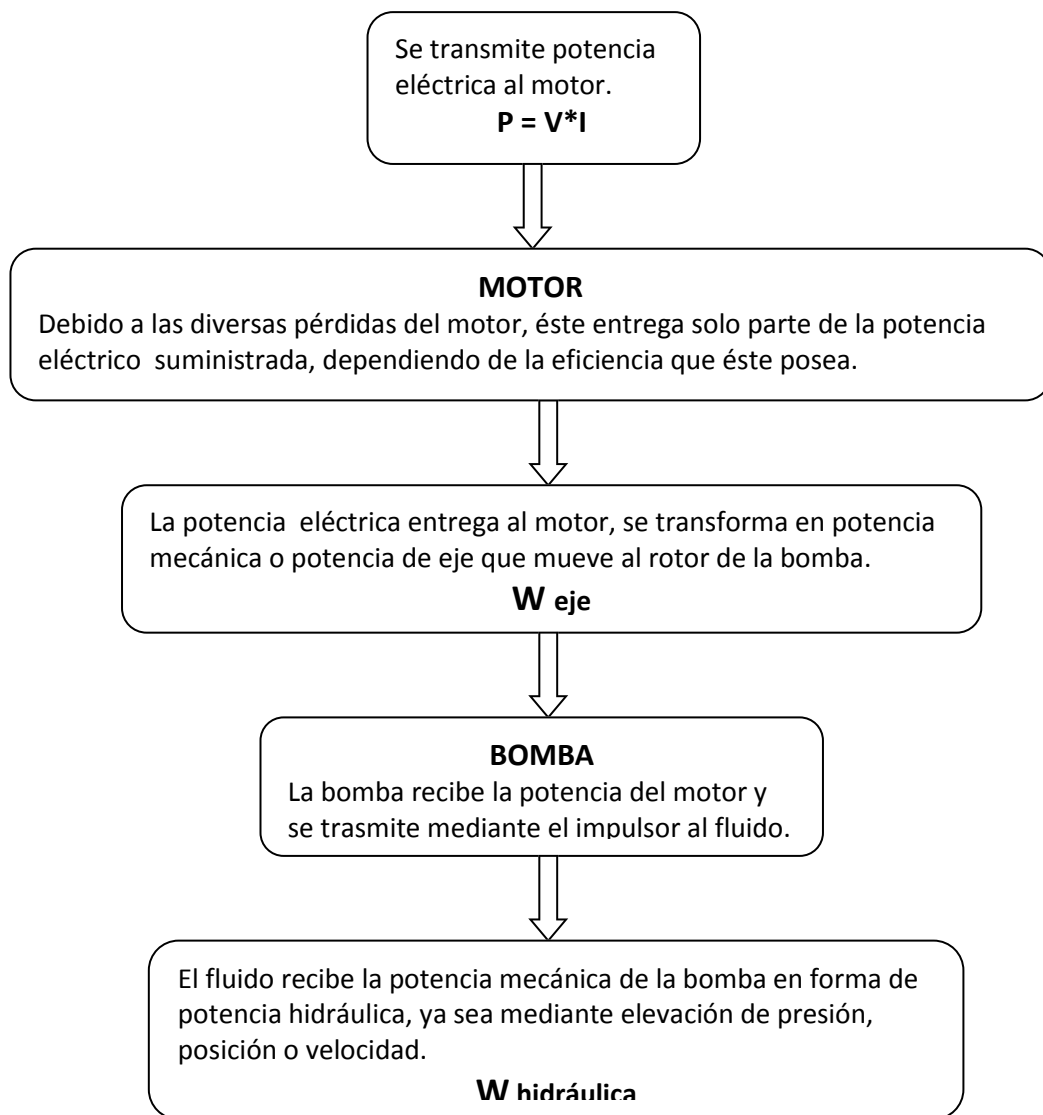 Se transmite potencia
eléctrica al motor.
P = V*I
MOTOR
Debido a las diversas pérdidas del motor, éste entrega solo parte de la potencia
eléctrico suministrada, dependiendo de la eficiencia que éste posea.
La potencia eléctrica entrega al motor, se transforma en potencia
mecánica o potencia de eje que mueve al rotor de la bomba.
W eje
BOMBA
La bomba recibe la potencia del motor y
se trasmite mediante el impulsor al fluido.
El fluido recibe la potencia mecánica de la bomba en forma de
potencia hidráulica, ya sea mediante elevación de presión,
posición o velocidad.
W hidráulica